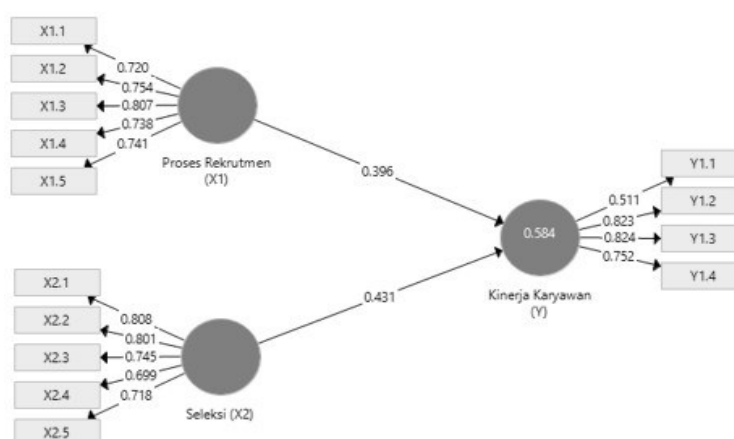 X1.1
X1.2
X1.3
X1.4
X1.5
0.720
0.754
0.807
0.738
0.741
Proses Rekrutmen
(X1)
0.396
X2.1
X2.2
X2.3
X2.4
X2.5
0.808
0.801
0.745
0.699
0.718
Seleksi (X2)
0.431
0.584
Kinerja Karyawan
(Y)
0.511
0.823
0.824
0.752
Y1.1
Y1.2
Y1.3
Y1.4